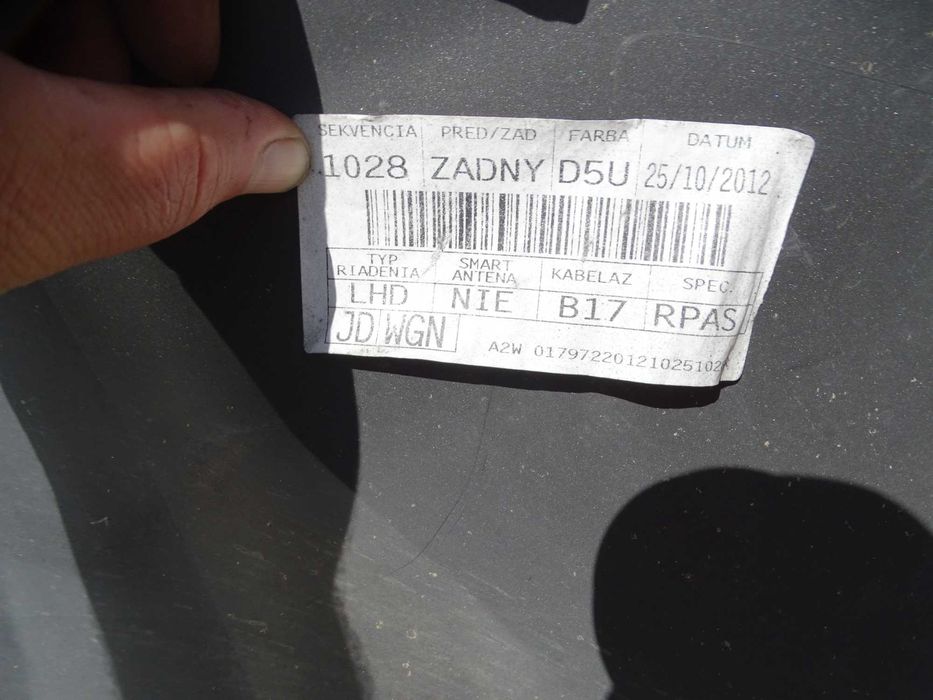 SEKVENCIA PRED/ZAD FARBA DATUM
1028 ZADNY D5U 25/10/2012
TYP RIADENIA SMART ANTENA KABELAZ SPEC.
LHD NIE B17 RPAS
JD WGN
A2W 01797220121025102